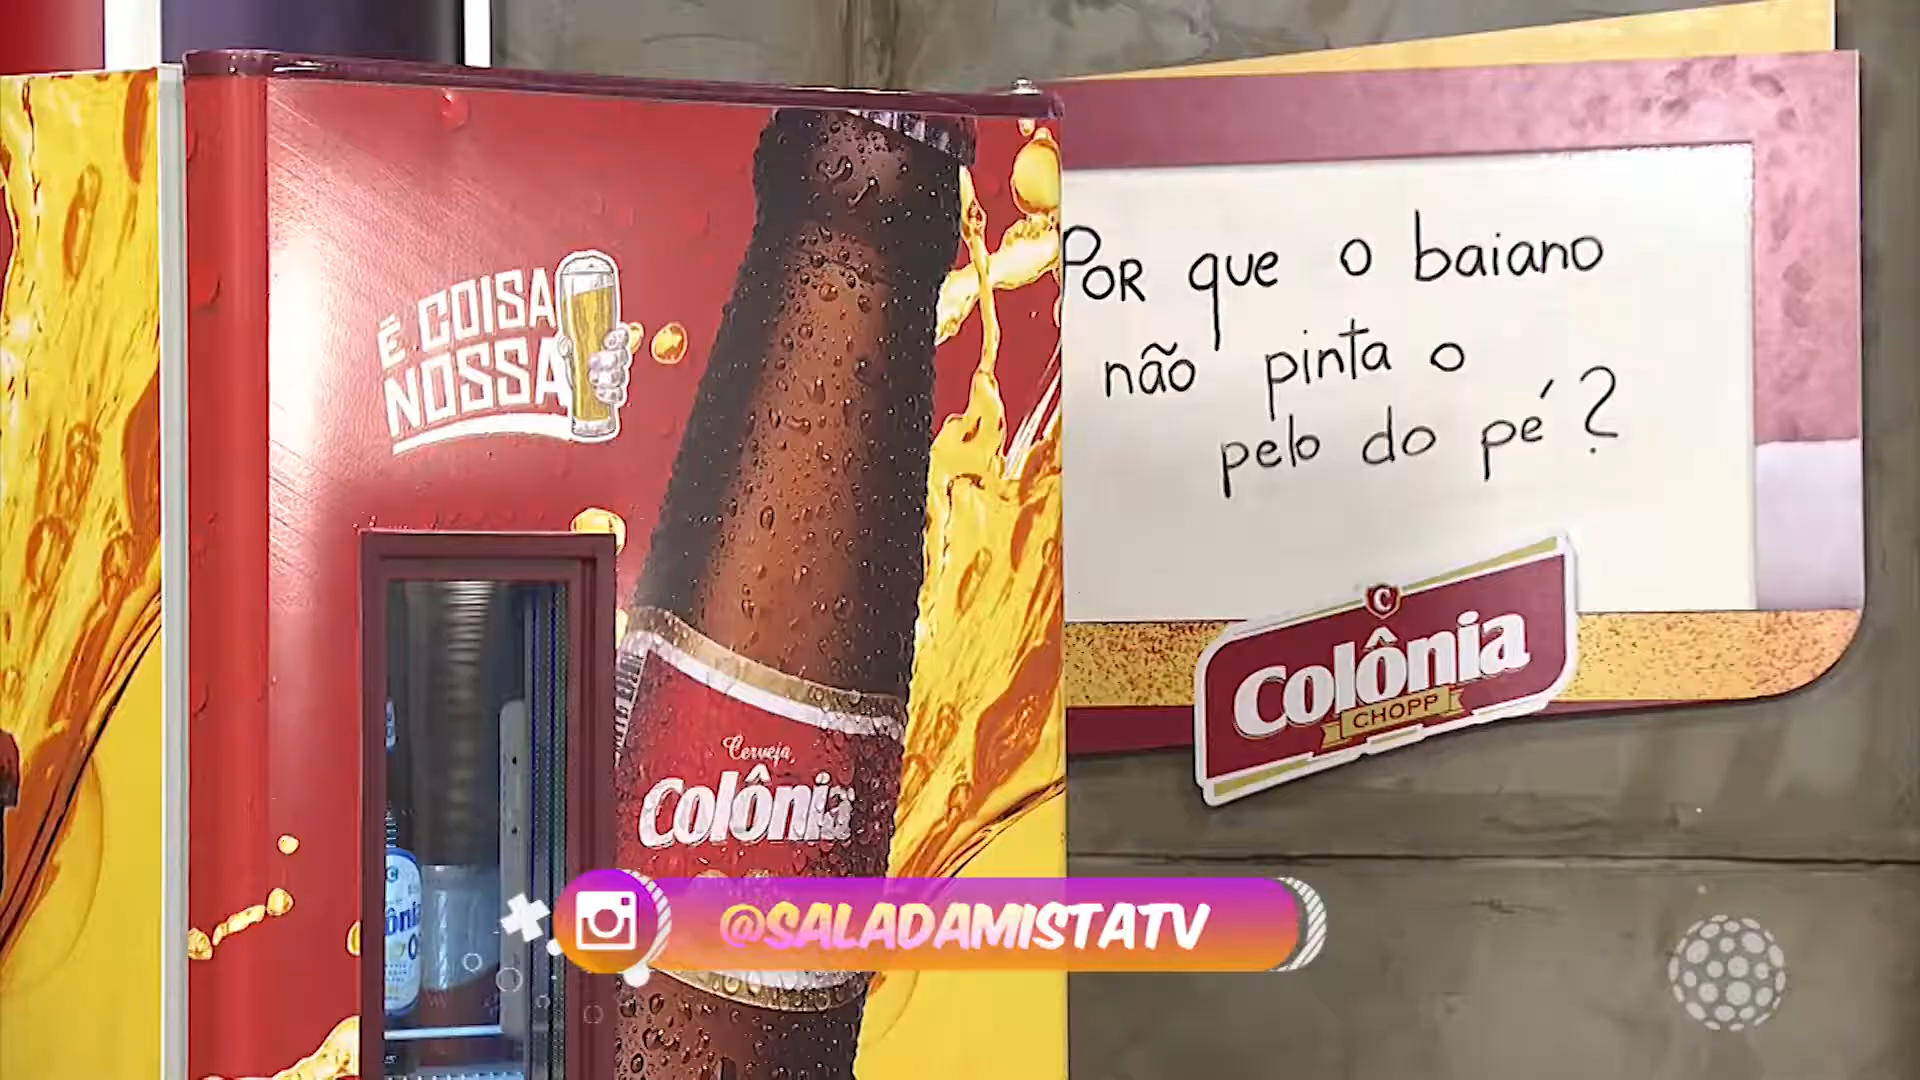 É COISA
NOSSA
Cerveja
Colônia
POR que o baiano
não pinta o
pelo do pé?
C
Colônia
CHOPP
@SALADAMISTATV